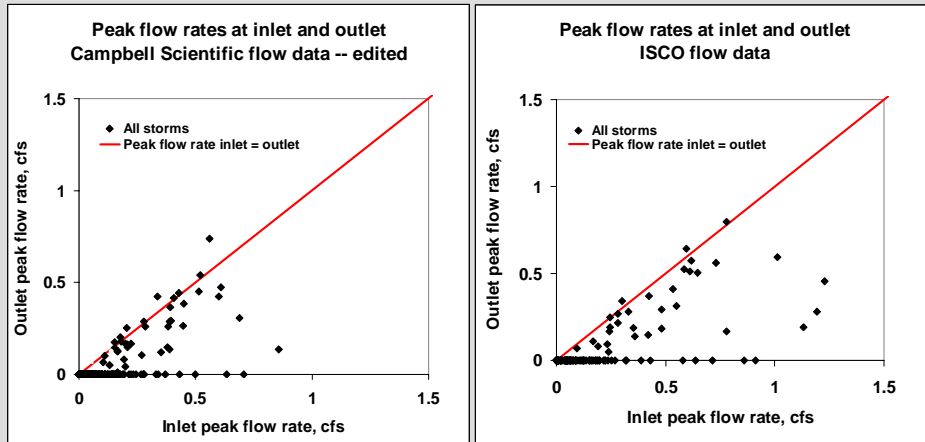 Peak flow rates at inlet and outlet
Campbell Scientific flow data -- edited
Outlet peak flow rate, cfs
1.5
1
0.5
0
All storms
Peak flow rate inlet = outlet
0
0.5
1
1.5
Inlet peak flow rate, cfs
Peak flow rates at inlet and outlet
ISCO flow data
Outlet peak flow rate, cfs
1.5
1
0.5
0
All storms
Peak flow rate inlet = outlet
0
0.5
1
1.5
Inlet peak flow rate, cfs